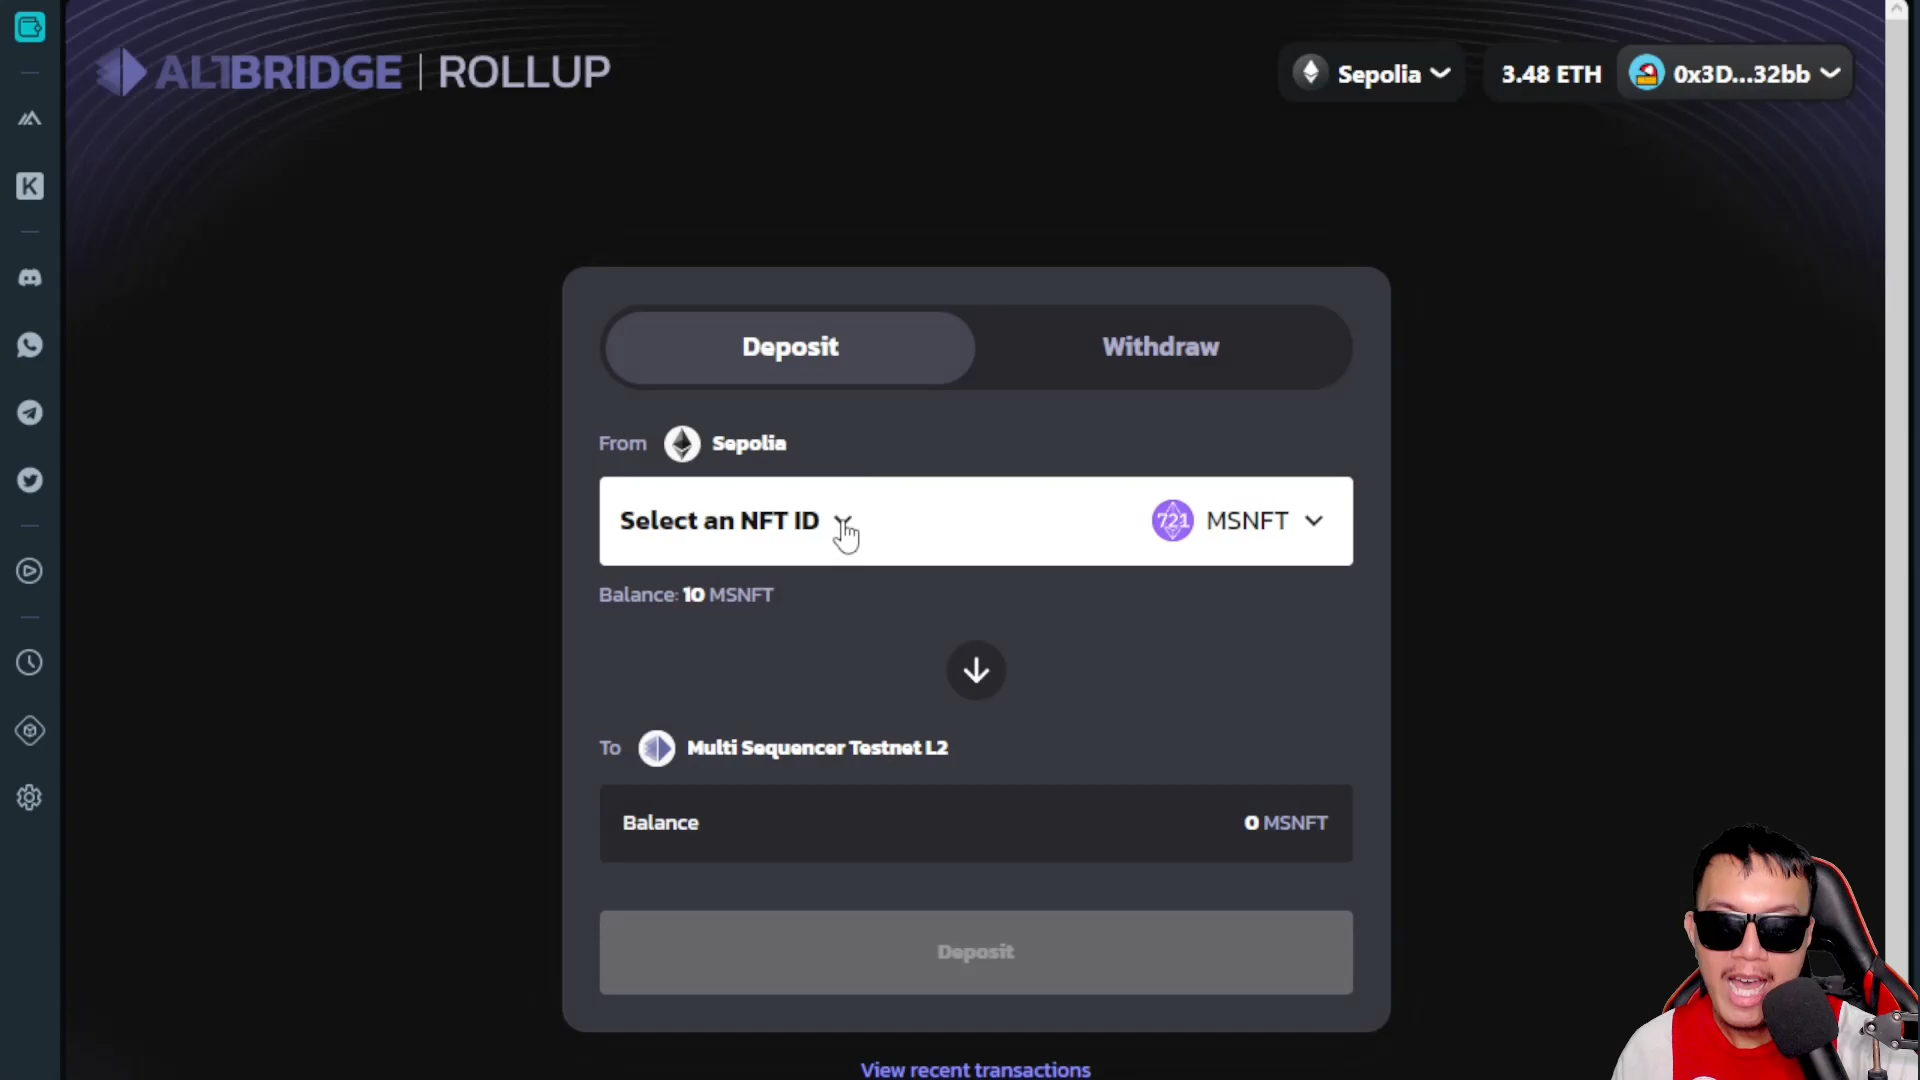 AL1BRIDGE | ROLLUP
Sepolia
3.48 ETH
0x3D...32bb
K
Deposit
Withdraw
From Sepolia
Select an NFT ID
721 MSNFT
Balance: 10 MSNFT
To Multi Sequencer Testnet L2
Balance
0 MSNFT
Deposit
View recent transactions